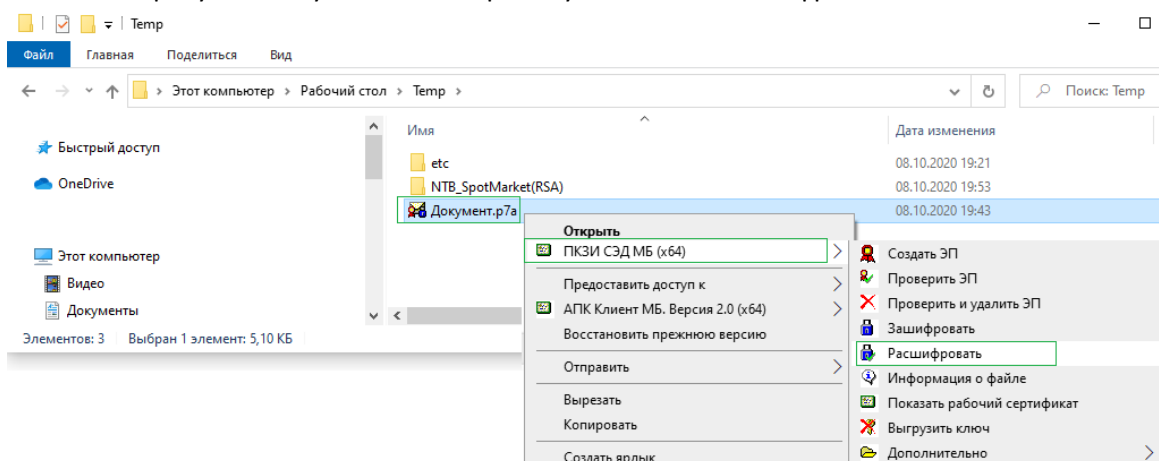 Temp
Файл Главная Поделиться Вид
Этот компьютер > Рабочий стол > Temp >
Поиск: Temp
Имя Дата изменения
Быстрый доступ
etc 08.10.2020 19:21
OneDrive
NTB_SpotMarket(RSA) 08.10.2020 19:53
Документ.p7a 08.10.2020 19:43
Открыть
Этот компьютер
ПКЗИ СЭД МБ (x64) >
Создать ЭП
Видео
Предоставить доступ к >
Проверить ЭП
Документы
АПК Клиент МБ. Версия 2.0 (x64) >
Проверить и удалить ЭП
Элементов: 3 Выбран 1 элемент: 5,10 КБ
Восстановить прежнюю версию
Зашифровать
Расшифровать
Отправить >
Информация о файле
Вырезать
Показать рабочий сертификат
Копировать
Выгрузить ключ
Создать ярлык
Дополнительно >